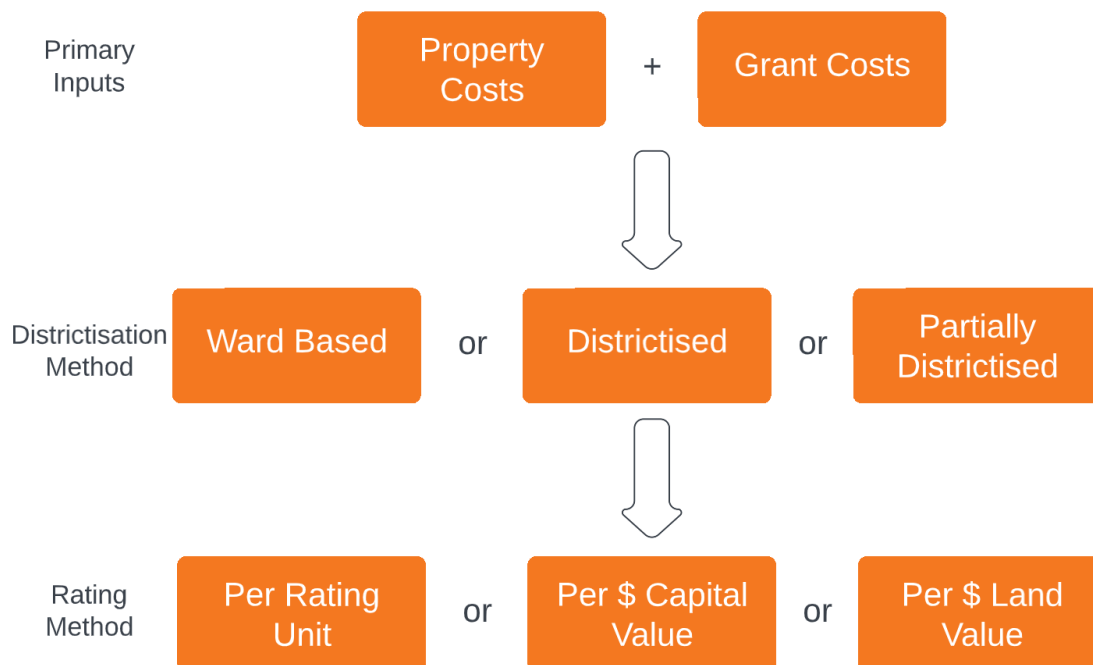 Primary
Inputs
Property
Costs
+
Grant Costs
Districtisation
Method
Ward Based
or
Districtised
or
Partially
Districtised
Rating
Method
Per Rating
Unit
or
Per $ Capital
Value
or
Per $ Land
Value